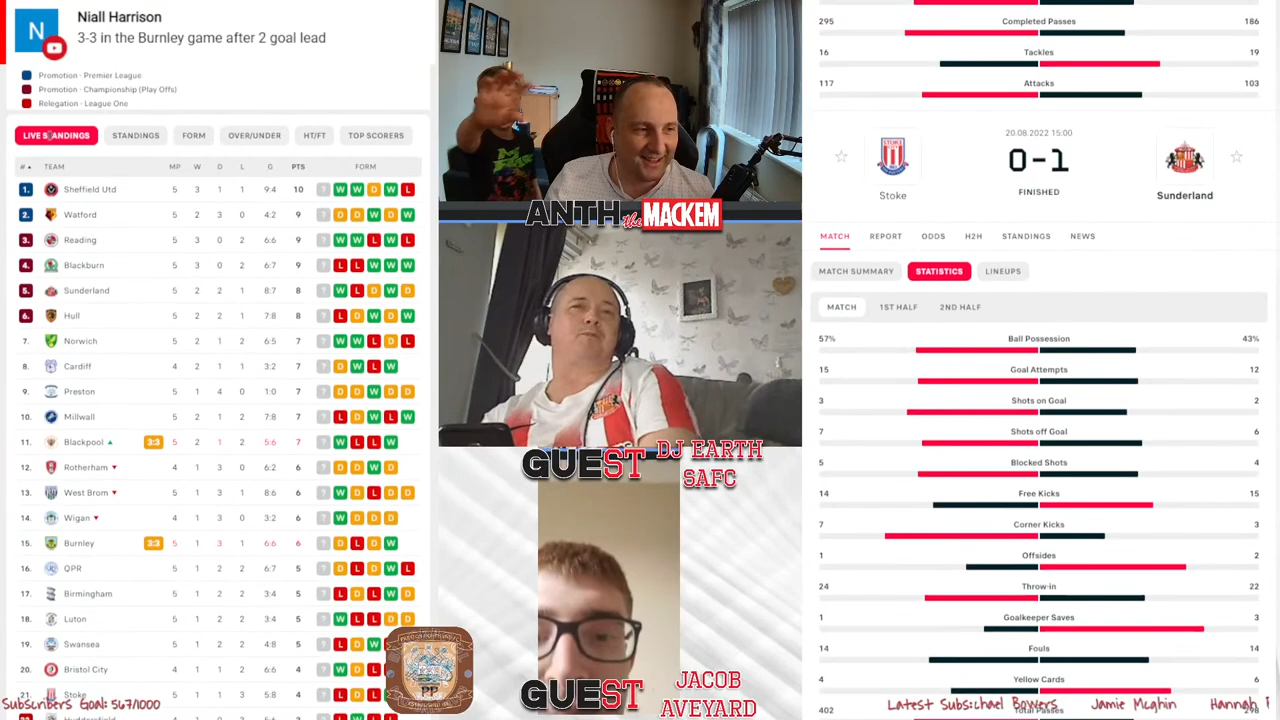 N
Niall Harrison
3-3 in the Burnley game after 2 goal lead
Promotion - Premier League
Promotion - Championship (Play Offs)
Relegation - League One
LIVE STANDINGS STANDINGS FORM OVER/UNDER HT/FT TOP SCORERS
# TEAM MP W D L G PTS FORM
1. Sheffield Utd 5 3 1 1 9:4 10 ? W W D W L
2. Watford 5 2 3 0 4:2 9 ? D D W D W
3. Reading 5 3 0 2 6:6 9 ? W W L W L
4. Blackburn 5 3 0 2 6:7 9 ? L L W W W
5. Sunderland 5 2 2 1 8:7 8 ? W L D W D
6. Hull 5 2 2 1 7:8 8 ? L D W D W
7. Norwich 5 2 1 2 6:5 7 ? W W L D L
8. Cardiff 4 2 1 1 3:2 7 ? D W L W
9. Preston 5 1 4 0 1:0 7 ? D W D D D
10. Millwall 5 2 1 2 7:8 7 ? L D W L W
11. Blackpool 3:3 5 2 1 2 5:6 7 ? W L L W
12. Rotherham 4 1 3 0 6:2 6 ? D D W D
13. West Brom 5 1 3 1 8:6 6 ? W D L D D
14. Wigan 4 1 3 0 3:2 6 ? W D D D
15. Burnley 3:3 5 1 3 1 6:6 6 ? D L D W
16. QPR 5 1 2 2 6:7 5 ? D L D W L
17. Birmingham 5 1 2 2 3:4 5 ? L D L W D
18. Luton 5 1 2 2 3:4 5 ? W L L D D
19. Swansea 5 1 2 2 4:8 5 ? L D W
20. Bristol City 4 1 1 2 6:6 4 ? W D L
21. Stoke 5 1 1 3 5:8 4 ? L D L
Huddersfield
Subscribers Goal: 567/1000
ANTH the MACKEM
GUEST DJ EARTH
SAFC
GUEST JACOB
AVEYARD
295 Completed Passes 186
16 Tackles 19
117 Attacks 103
20.08.2022 15:00
0-1
FINISHED
Stoke
Sunderland
MATCH REPORT ODDS H2H STANDINGS NEWS
MATCH SUMMARY STATISTICS LINEUPS
MATCH 1ST HALF 2ND HALF
57% Ball Possession 43%
15 Goal Attempts 12
3 Shots on Goal 2
7 Shots off Goal 6
5 Blocked Shots 4
14 Free Kicks 15
7 Corner Kicks 3
1 Offsides 2
24 Throw-in 22
1 Goalkeeper Saves 3
14 Fouls 14
4 Yellow Cards 6
402 Total Passes 298
Latest Subs: chael Bowers Jamie Mcghin Hannah